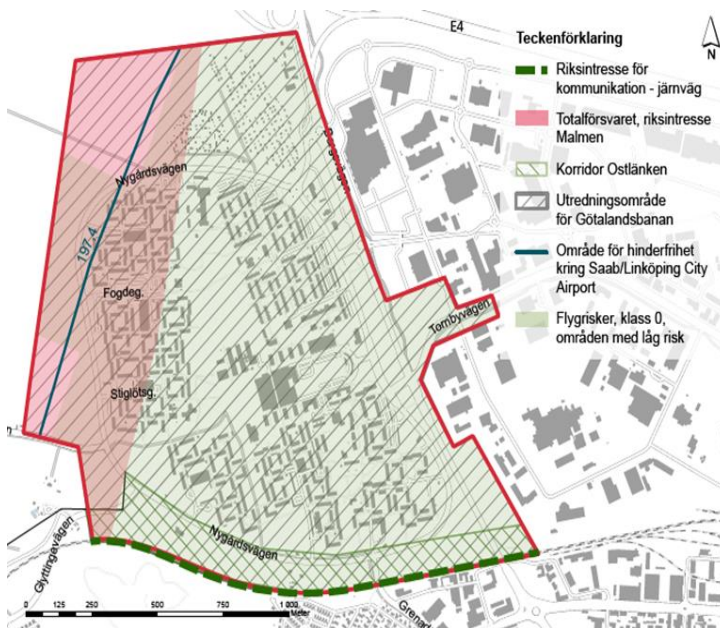 E4
N
Teckenförklaring
Riksintresse för
kommunikation - järnväg
Totalförsvaret, riksintresse
Malmen
Korridor Ostlänken
Utredningsområde
för Götalandsbanan
Område för hinderfrihet
kring Saab/Linköping City
Airport
Flygrisker, klass 0,
områden med låg risk
Nygårdsvägen
197.4
Fogdeg.
Tornbyvägen
Stiglötsg.
Nygårdsvägen
Glyttingevägen
0 125 250 500 750 1 000
Meter